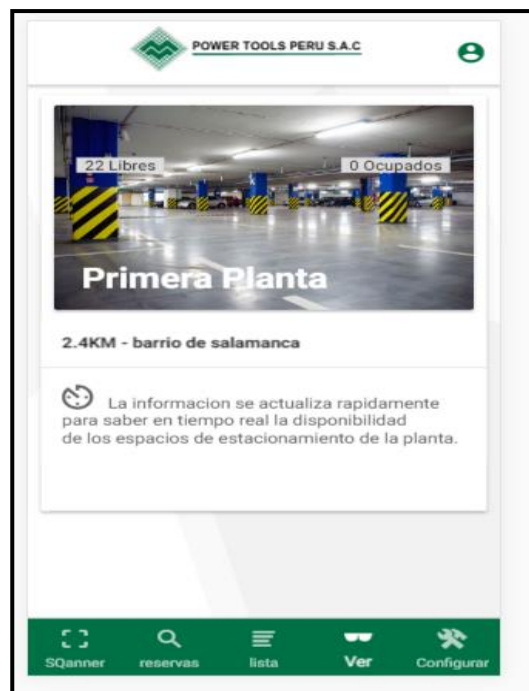 POWER TOOLS PERU S.A.C
22 Libres
0 Ocupados
Primera Planta
2.4KM - barrio de salamanca
La informacion se actualiza rapidamente
para saber en tiempo real la disponibilidad
de los espacios de estacionamiento de la planta.
SQanner
reservas
lista
Ver
Configurar